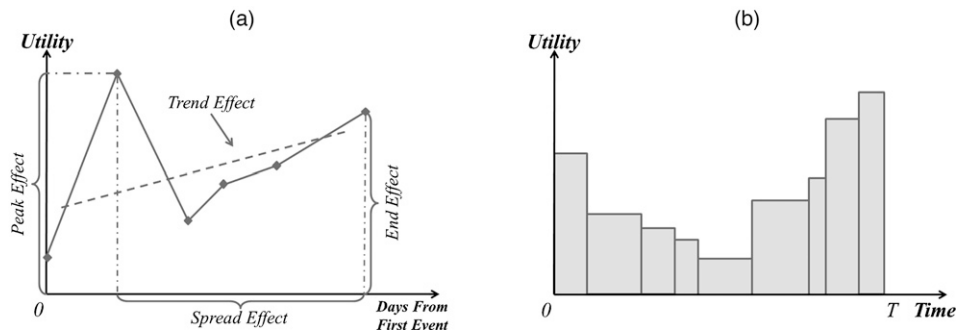 (a)
Utility
Peak Effect
Trend Effect
End Effect
0
Spread Effect
Days From
First Event
(b)
Utility
T
0
Time